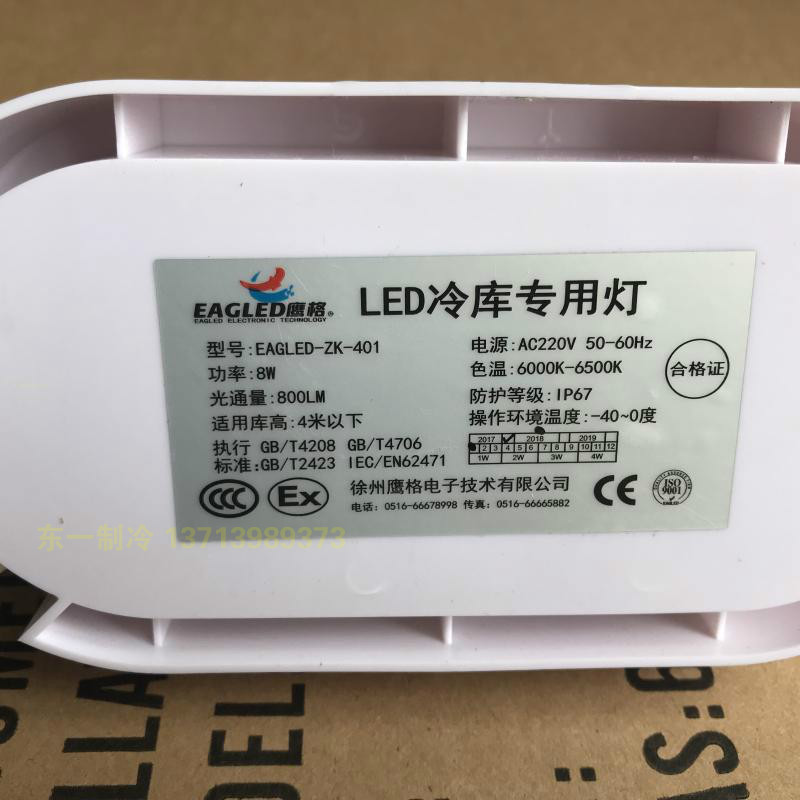 EAGLED鹰格®
EAGLED ELECTRONIC TECHNOLOGY
LED冷库专用灯
型号:EAGLED-ZK-401
功率:8W
光通量:800LM
适用库高:4米以下
执行 GB/T4208 GB/T4706
标准:GB/T2423 IEC/EN62471
电源:AC220V 50-60Hz
色温:6000K-6500K
防护等级:IP67
操作环境温度:-40~0度
合格证
2017 2018 2019
2 3 4 5 6 7 8 9 10 11 12
1W 2W 3W 4W
CCC
Ex
徐州鹰格电子技术有限公司
电话:0516-66678998 传真:0516-66665882
CE
ISO
9001
EAGLED
东一制冷 13713989373